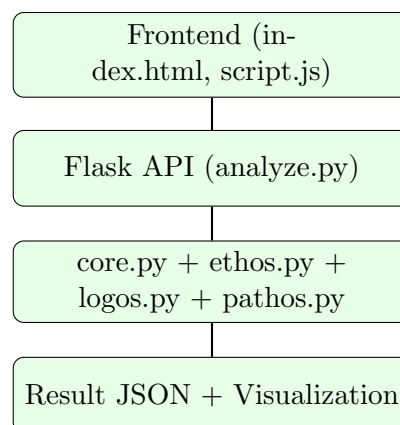 Frontend (in-
dex.html, script.js)
Flask API (analyze.py)
core.py + ethos.py +
logos.py + pathos.py
Result JSON + Visualization